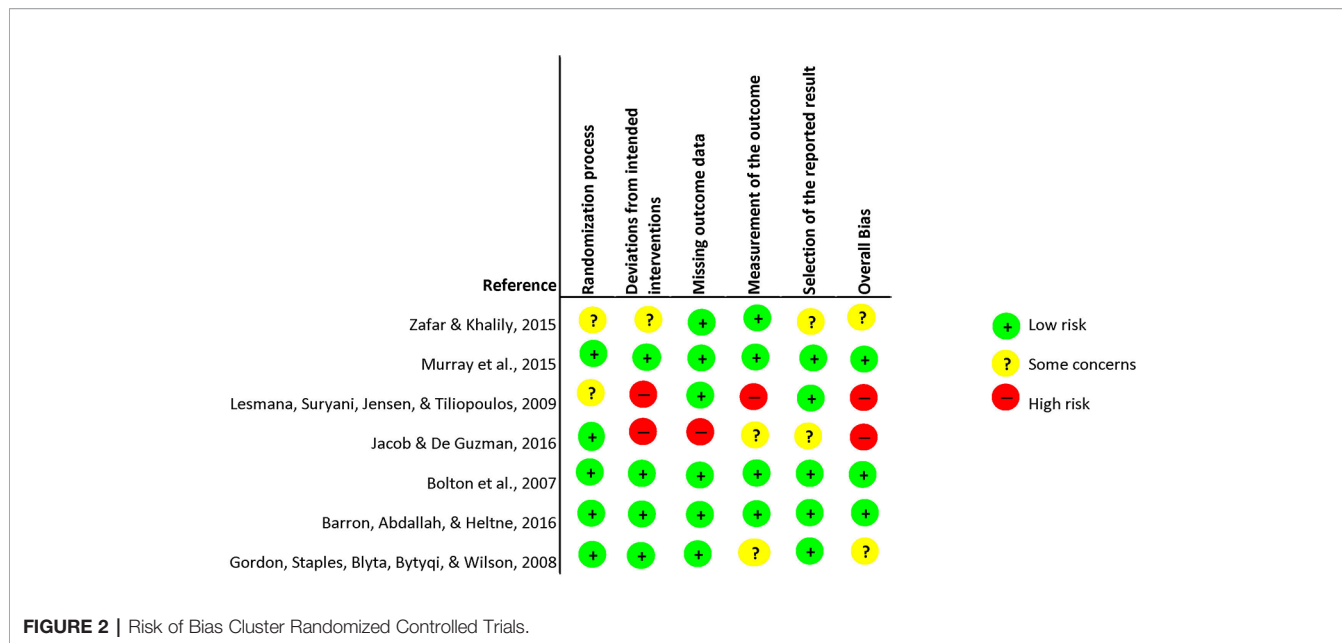 Randomization process
Deviations from intended
interventions
Missing outcome data
Measurement of the outcome
Selection of the reported result
Overall Bias
Reference
Zafar & Khalily, 2015
? ? + + ? ?
Murray et al., 2015
+ + + + + +
Lesmana, Suryani, Jensen, & Tiliopoulos, 2009
? − + − + −
Jacob & De Guzman, 2016
+ − − ? ? −
Bolton et al., 2007
+ + + + + +
Barron, Abdallah, & Heltne, 2016
+ + + + + +
Gordon, Staples, Blyta, Bytyqi, & Wilson, 2008
+ + + ? + ?
+ Low risk
? Some concerns
− High risk
FIGURE 2 | Risk of Bias Cluster Randomized Controlled Trials.